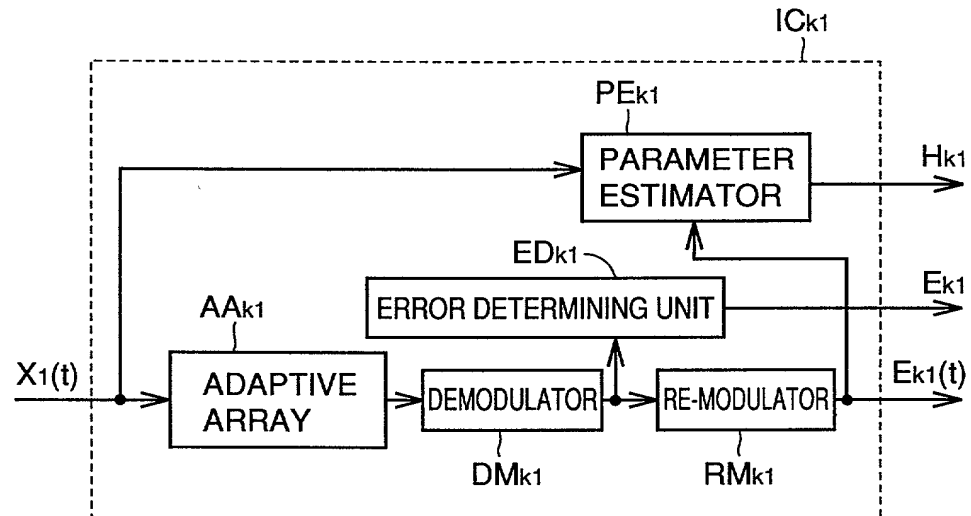 ICk1
PEk1
PARAMETER
ESTIMATOR
Hk1
EDk1
ERROR DETERMINING UNIT
Ek1
AAk1
X1(t)
ADAPTIVE
ARRAY
DEMODULATOR
RE-MODULATOR
Ek1(t)
DMk1
RMk1